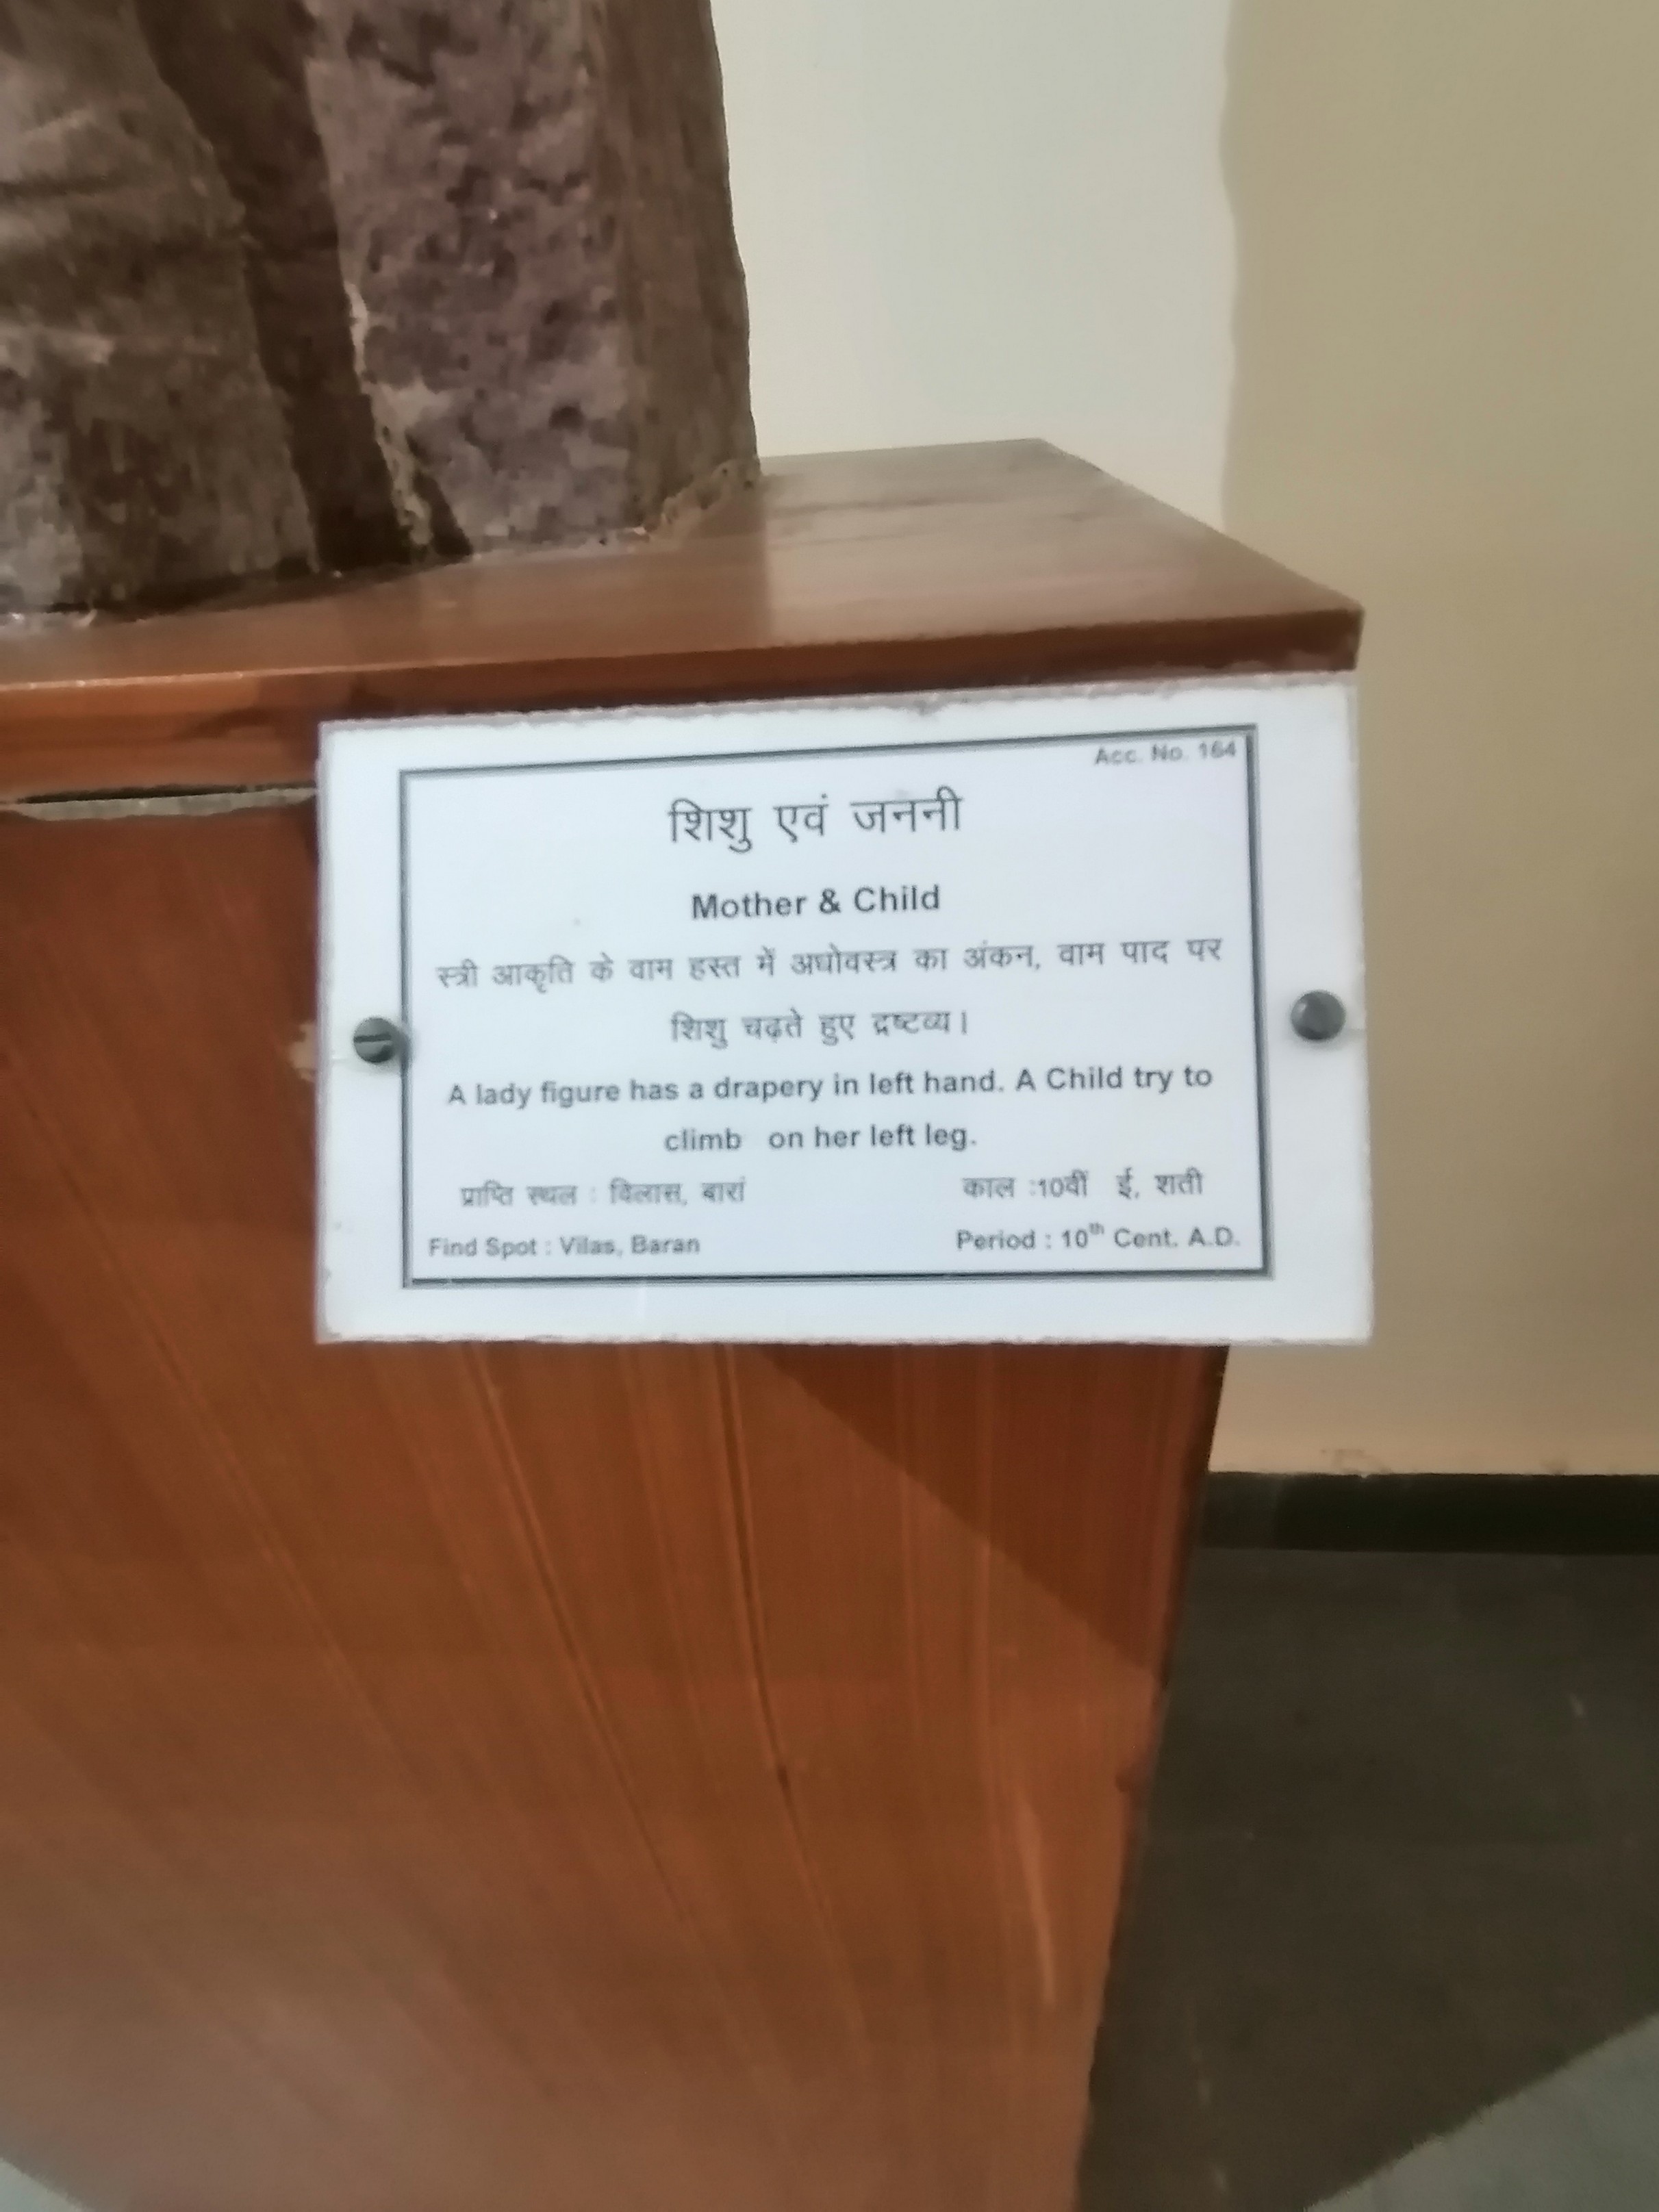 Acc. No. 164
शिशु एवं जननी
Mother & Child
स्त्री आकृति के वाम हस्त में अधोवस्त्र का अंकन, वाम पाद पर
शिशु चढ़ते हुए द्रष्टव्य।
A lady figure has a drapery in left hand. A Child try to
climb on her left leg.
प्राप्ति स्थल : विलास, बारां काल :10वीं ई, शती
Find Spot : Vilas, Baran Period : 10th Cent. A.D.